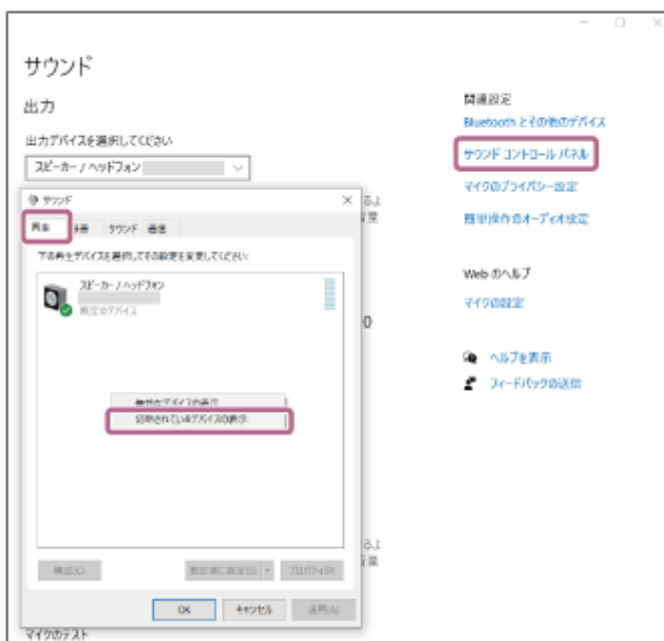 サウンド
出力
出力デバイスを選択してください
スピーカー / ヘッドフォン
サウンド
再生
録音
サウンド
通信
下の再生デバイスを選択してその設定を変更してください:
スピーカー / ヘッドフォン
既定のデバイス
無効なデバイスの表示
切断されているデバイスの表示
構成(C)
既定値に設定(S)
プロパティ(P)
OK
キャンセル
適用(A)
マイクのテスト
関連設定
Bluetooth とその他のデバイス
サウンド コントロール パネル
マイクのプライバシー設定
簡単操作のオーディオ設定
Web のヘルプ
マイクの設定
ヘルプを表示
フィードバックの送信